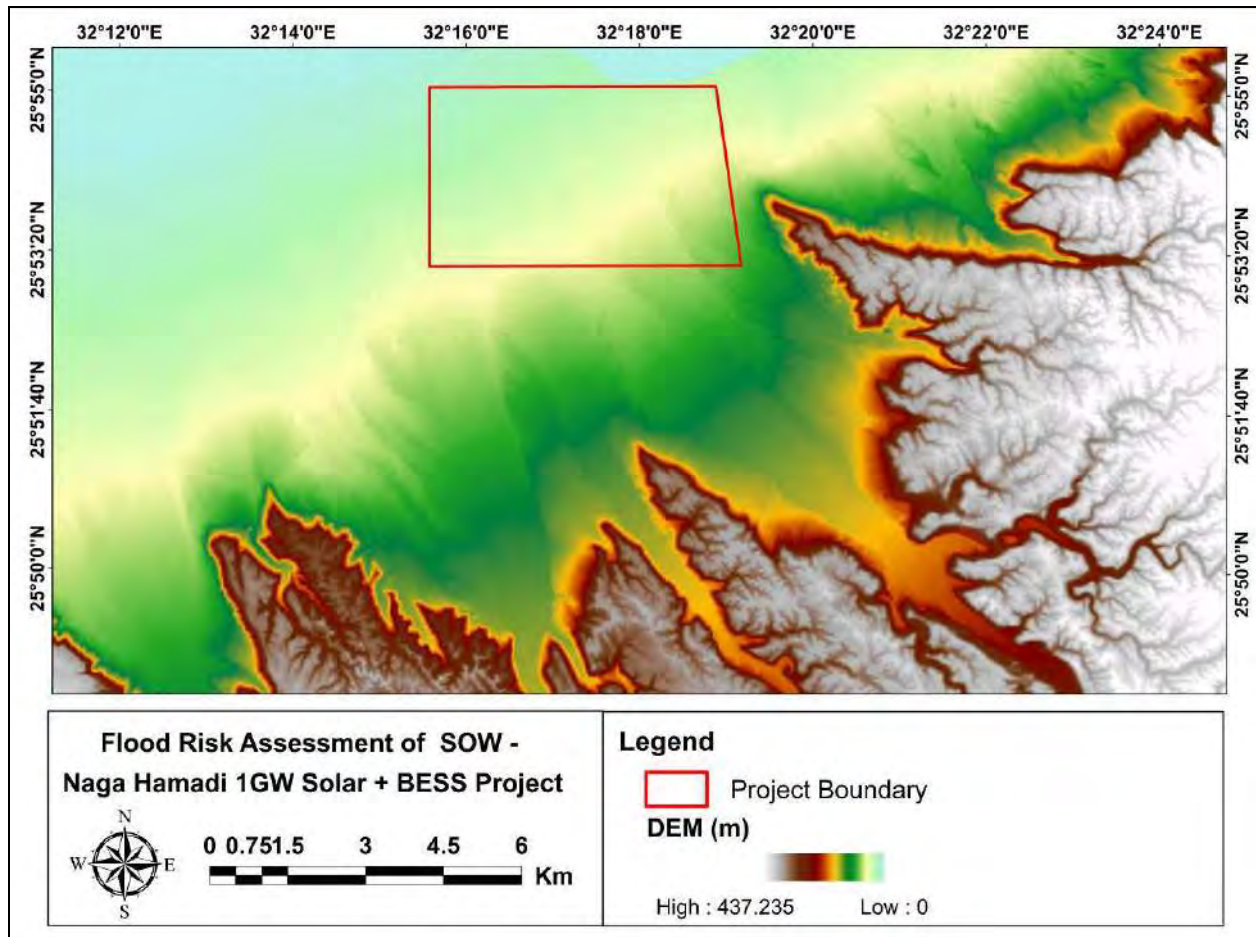 32°12'0"E 32°14'0"E 32°16'0"E 32°18'0"E 32°20'0"E 32°22'0"E 32°24'0"E
25°55'0"N 25°55'0"N
25°53'20"N 25°53'20"N
25°51'40"N 25°51'40"N
25°50'0"N 25°50'0"N
Flood Risk Assessment of SOW -
Naga Hamadi 1GW Solar + BESS Project
N
W E
S
0 0.75 1.5 3 4.5 6
Km
Legend
Project Boundary
DEM (m)
High : 437.235 Low : 0